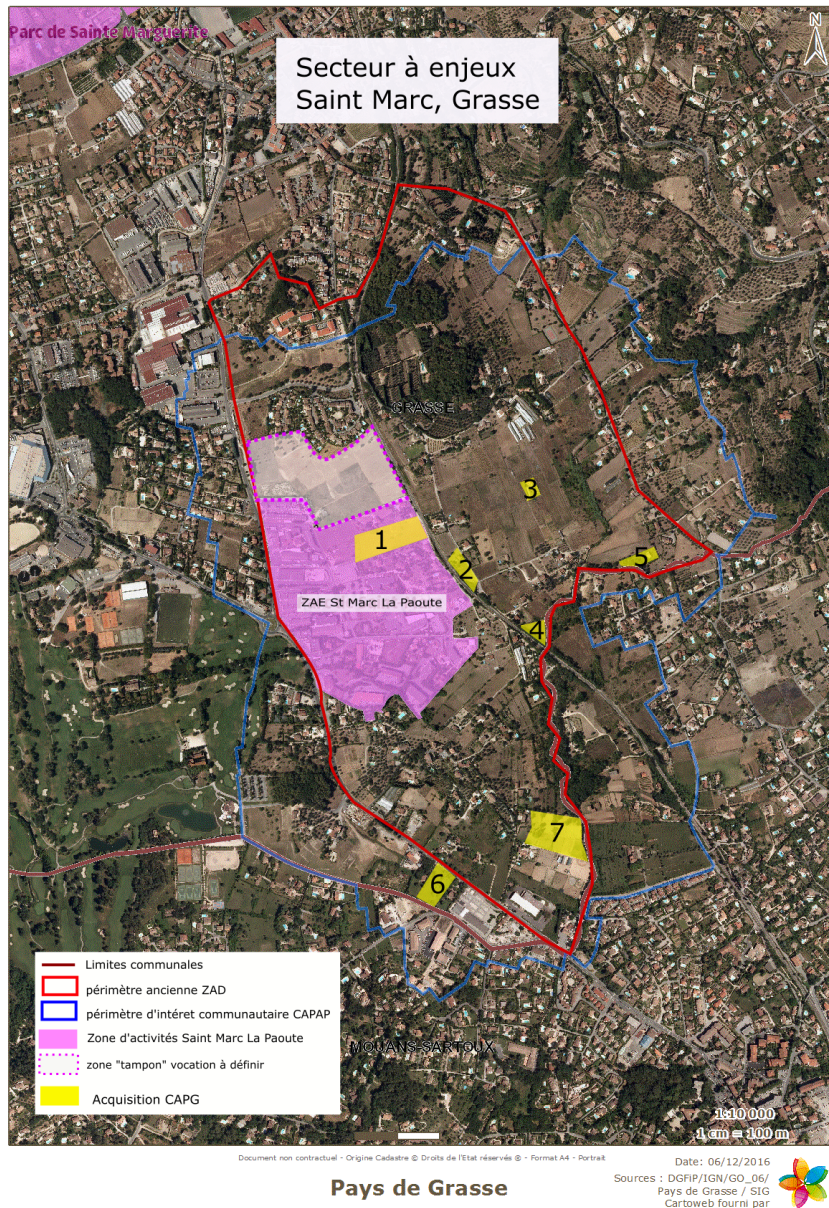 Parc de Sainte Marguerite
N
Secteur à enjeux
Saint Marc, Grasse
GRASSE
3
1
2
5
ZAE St Marc La Paoute
4
7
6
Limites communales
périmètre ancienne ZAD
périmètre d'intéret communautaire CAPAP
Zone d'activités Saint Marc La Paoute
zone "tampon" vocation à définir
Acquisition CAPG
MOUANS-SARTOUX
1:10 000
1 cm = 100 m
Document non contractuel - Origine Cadastre © Droits de l'Etat réservés ® - Format A4 - Portrait
Pays de Grasse
Date: 06/12/2016
Sources : DGFiP/IGN/GO_06/
Pays de Grasse / SIG
Cartoweb fourni par